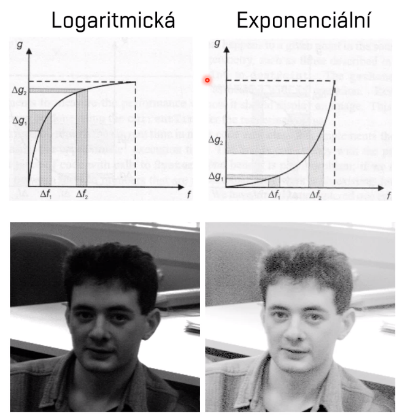 Logaritmická
Exponenciální
g
Δg₂
Δg₁
Δf₁
Δf₂
f
g
Δg₂
Δg₁
Δf₁
Δf₂
f